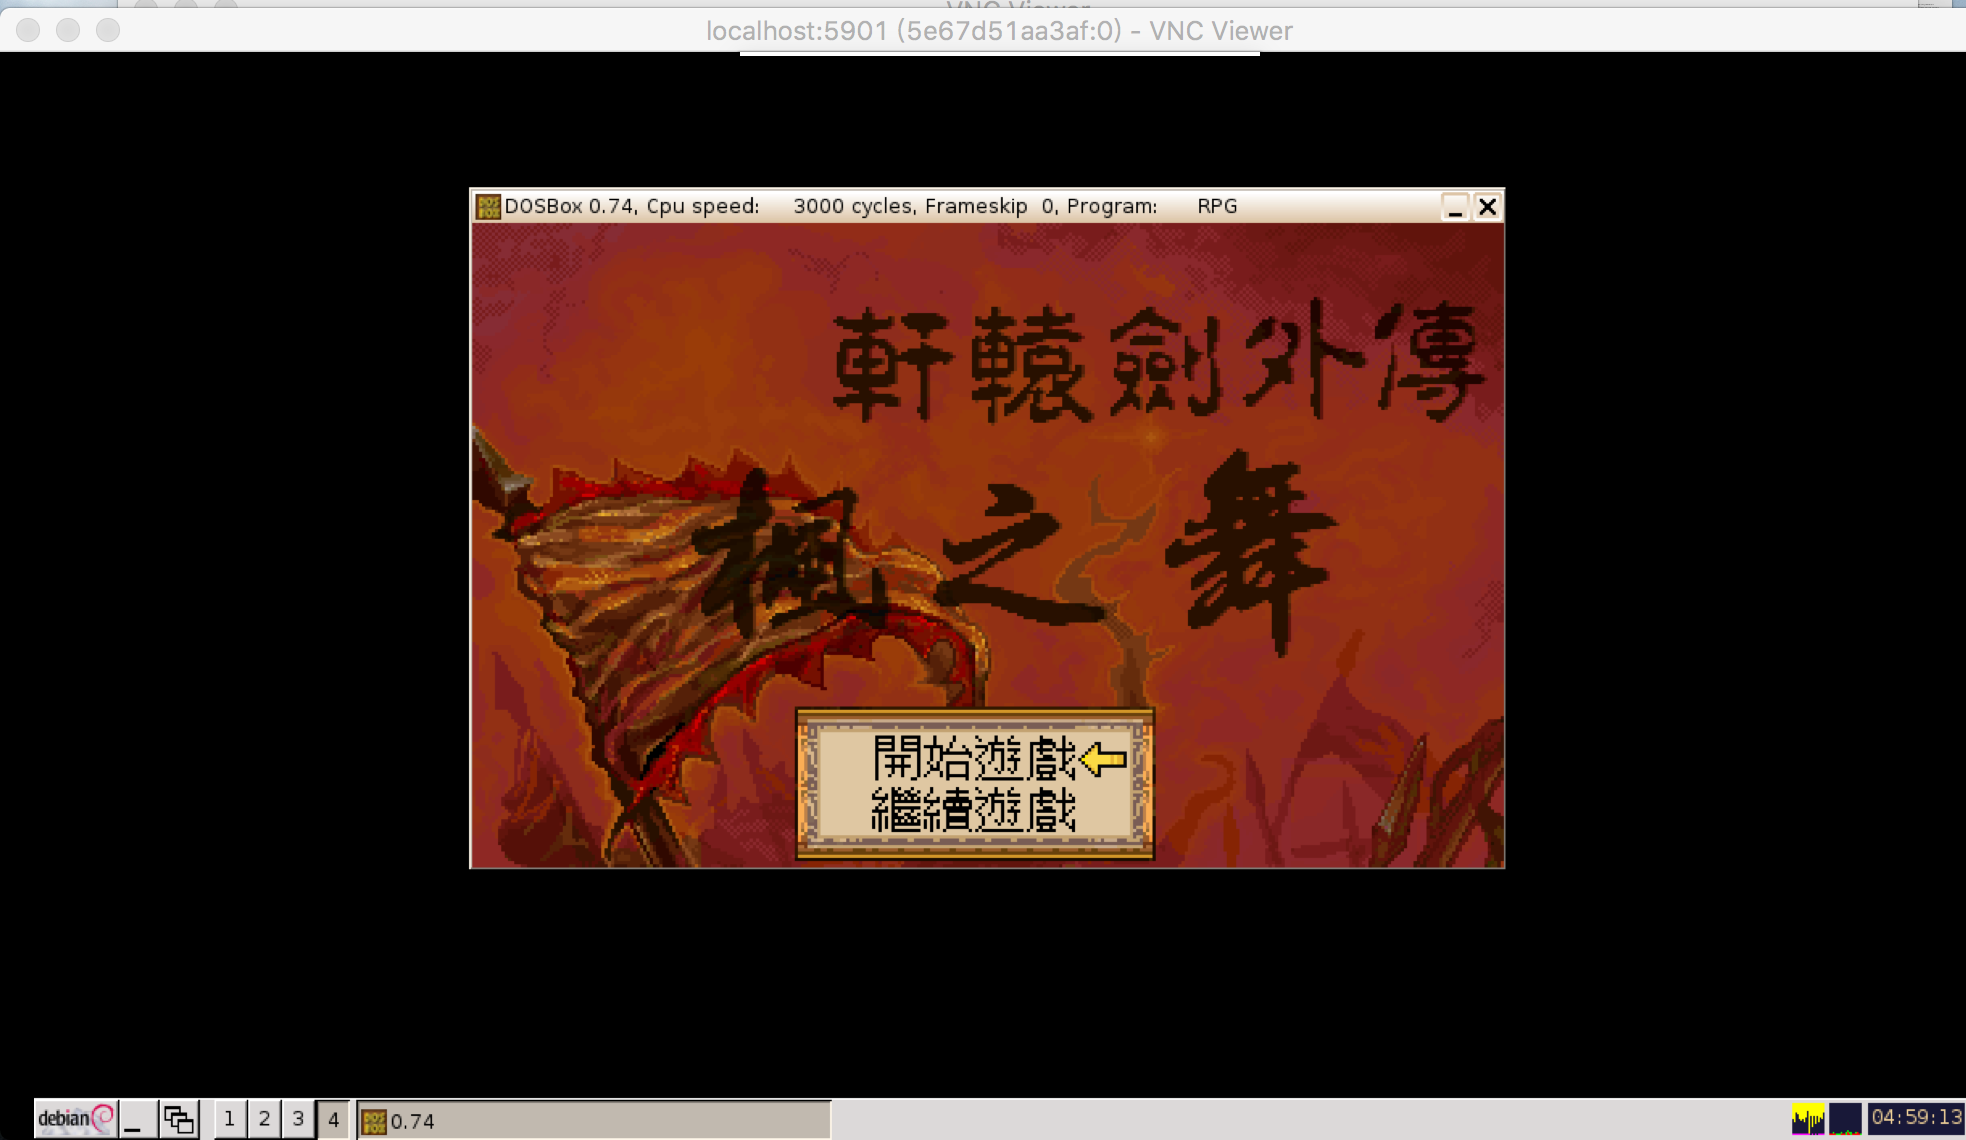 VNC Viewer
localhost:5901 (5e67d51aa3af:0) - VNC Viewer
DOSBox 0.74, Cpu speed: 3000 cycles, Frameskip 0, Program: RPG
軒轅劍外傳
楓之舞
開始遊戲
繼續遊戲
debian 1 2 3 4 0.74 04:59:13